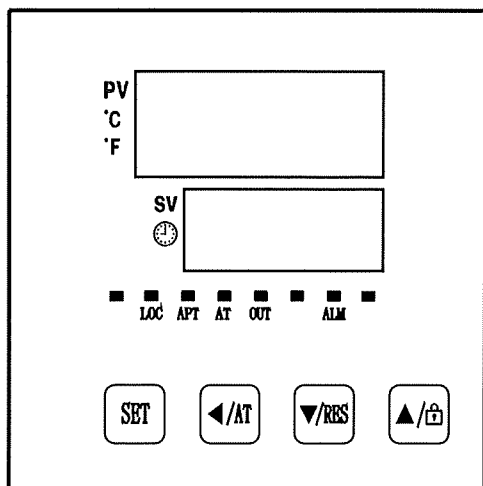 PV
°C
°F
SV
LOC APT AT OUT ALM
SET ◀/AT ▼/RES ▲/